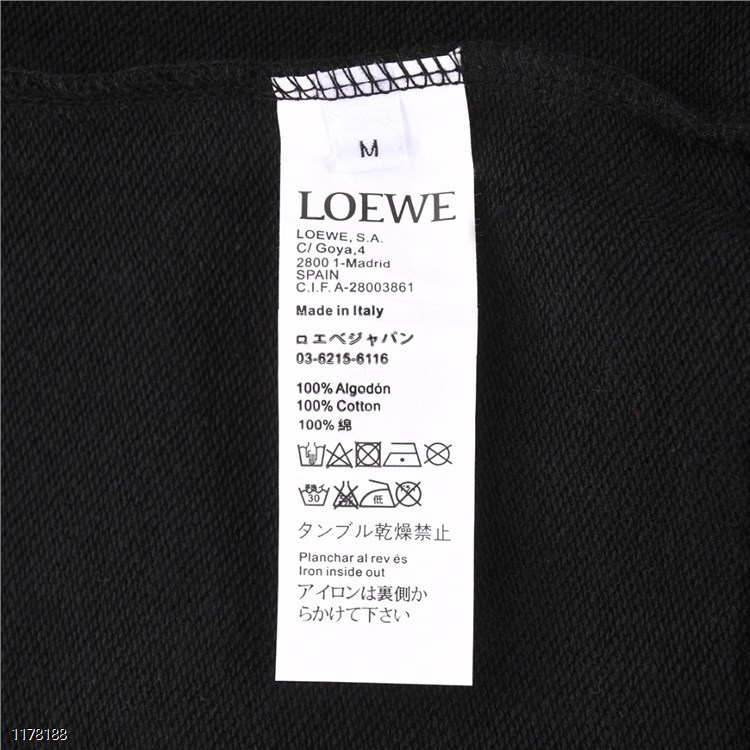 M
LOEWE
LOEWE, S.A.
C/ Goya,4
2800 1-Madrid
SPAIN
C.I.F. A-28003861
Made in Italy
ロエベジャパン
03-6215-6116
100% Algodón
100% Cotton
100% 綿
30 低
タンブル乾燥禁止
Planchar al rev és
Iron inside out
アイロンは裏側か
らかけて下さい
1178188